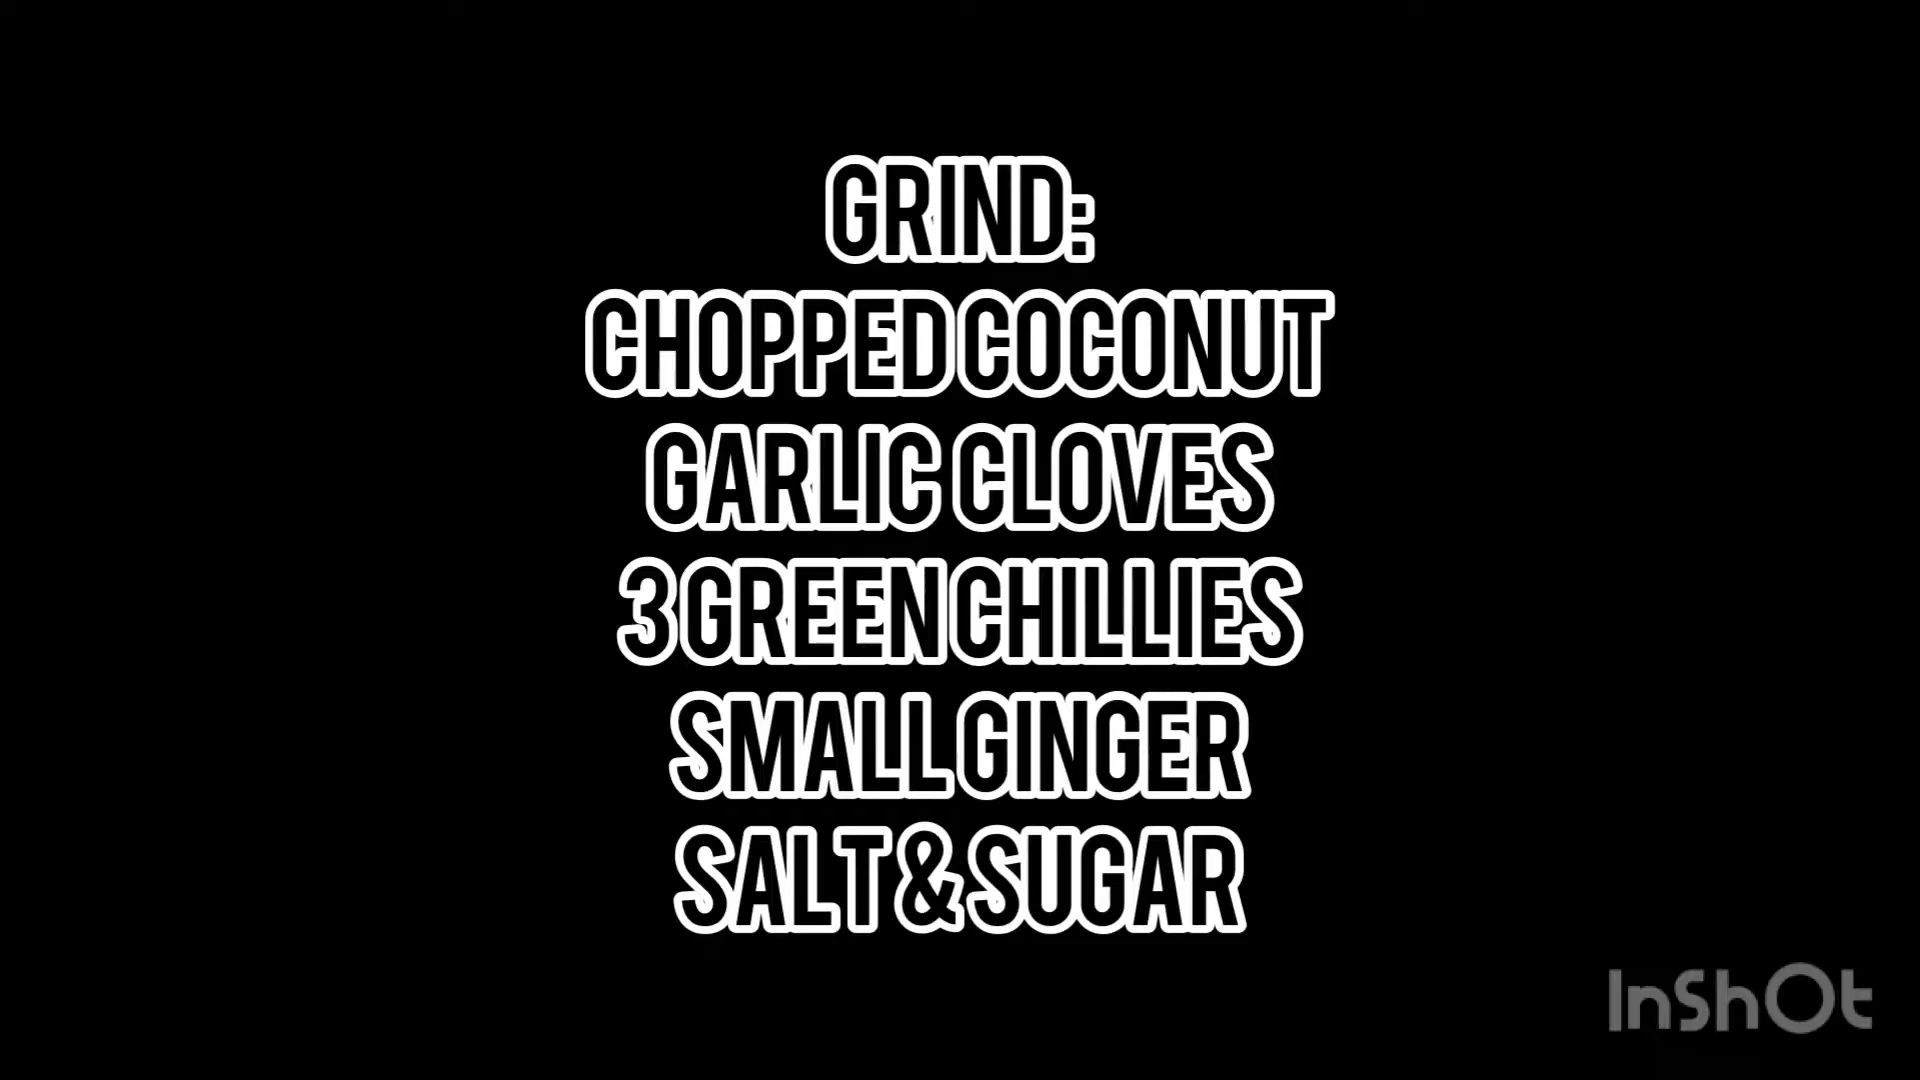 GRIND:
CHOPPED COCONUT
GARLIC CLOVES
3 GREEN CHILLIES
SMALL GINGER
SALT & SUGAR
InShOt